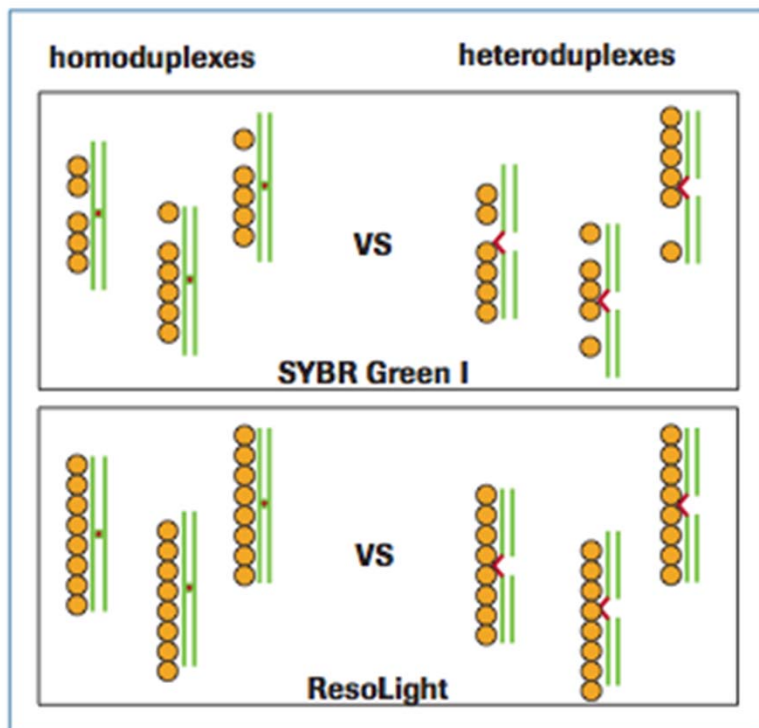 homoduplexes
heteroduplexes
VS
SYBR Green I
VS
ResoLight